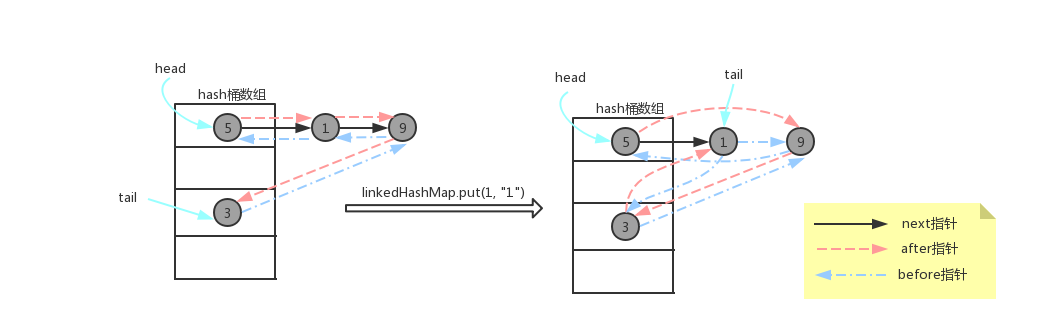 head
hash桶数组
5
1
9
tail
3
linkedHashMap.put(1, "1")
head
tail
hash桶数组
5
1
9
3
next指针
after指针
before指针